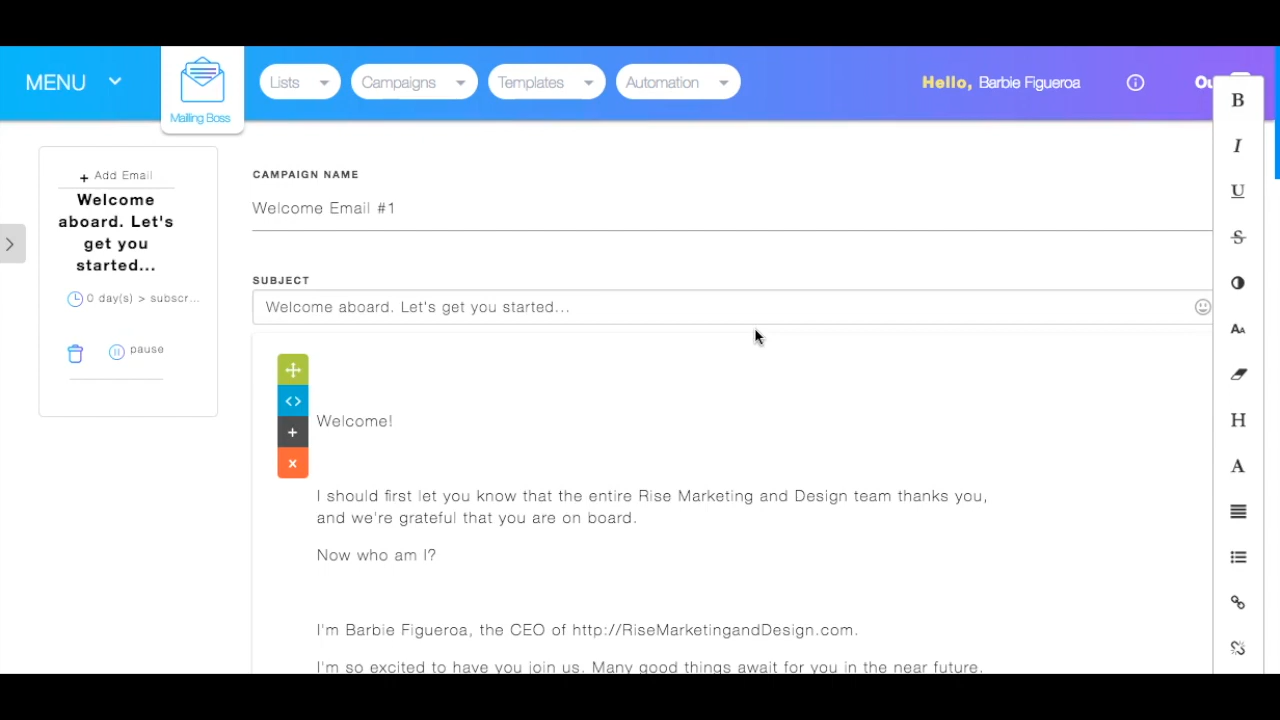 MENU
Mailing Boss
Lists
Campaigns
Templates
Automation
Hello, Barbie Figueroa
+ Add Email
Welcome
aboard. Let's
get you
started...
0 day(s) > subscr...
pause
CAMPAIGN NAME
Welcome Email #1
SUBJECT
Welcome aboard. Let's get you started...
Welcome!
I should first let you know that the entire Rise Marketing and Design team thanks you,
and we're grateful that you are on board.
Now who am I?
I'm Barbie Figueroa, the CEO of http://RiseMarketingandDesign.com.
I'm so excited to have you join us. Many good things await for you in the near future.
B
I
U
S
AA
H
A